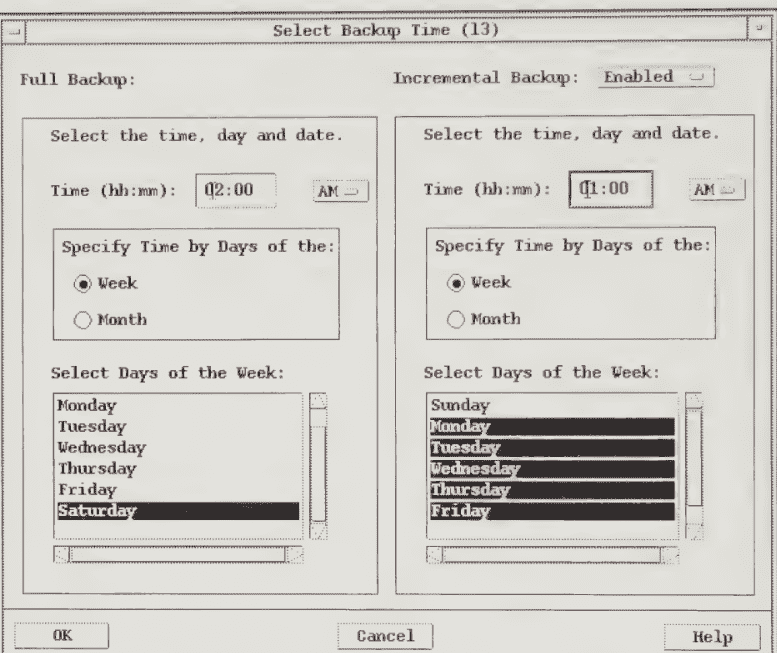 Select Backup Time (13)
Full Backup:
Incremental Backup: Enabled
Select the time, day and date.
Time (hh:mm): 02:00 AM
Specify Time by Days of the:
Week
Month
Select Days of the Week:
Monday
Tuesday
Wednesday
Thursday
Friday
Saturday
Select the time, day and date.
Time (hh:mm): 01:00 AM
Specify Time by Days of the:
Week
Month
Select Days of the Week:
Sunday
Monday
Tuesday
Wednesday
Thursday
Friday
OK Cancel Help